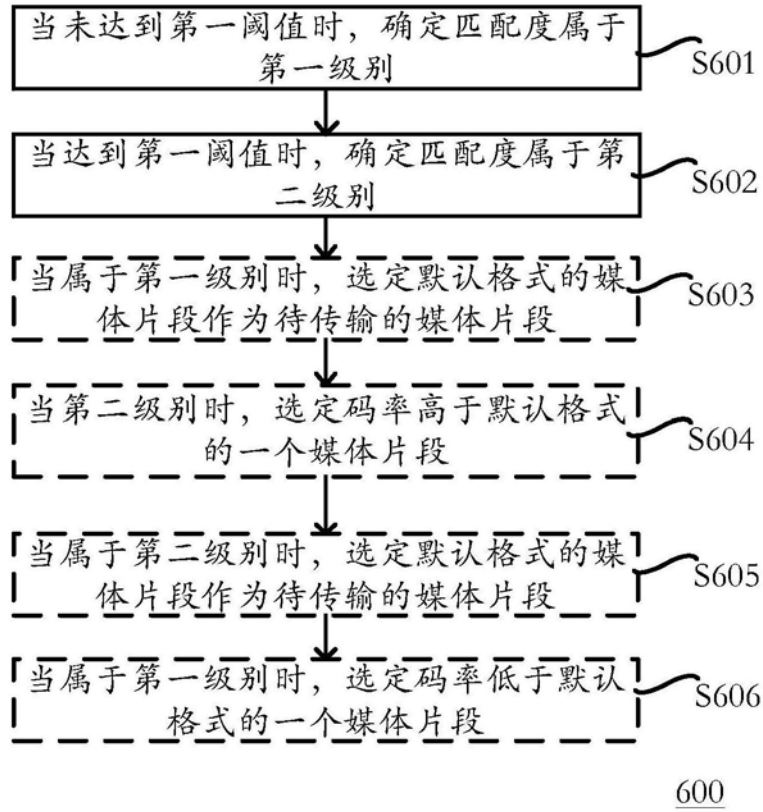 当未达到第一阈值时，确定匹配度属于
第一级别
S601
当达到第一阈值时，确定匹配度属于第
二级别
S602
当属于第一级别时，选定默认格式的媒
体片段作为待传输的媒体片段
S603
当第二级别时，选定码率高于默认格式
的一个媒体片段
S604
当属于第二级别时，选定默认格式的媒
体片段作为待传输的媒体片段
S605
当属于第一级别时，选定码率低于默认
格式的一个媒体片段
S606
600